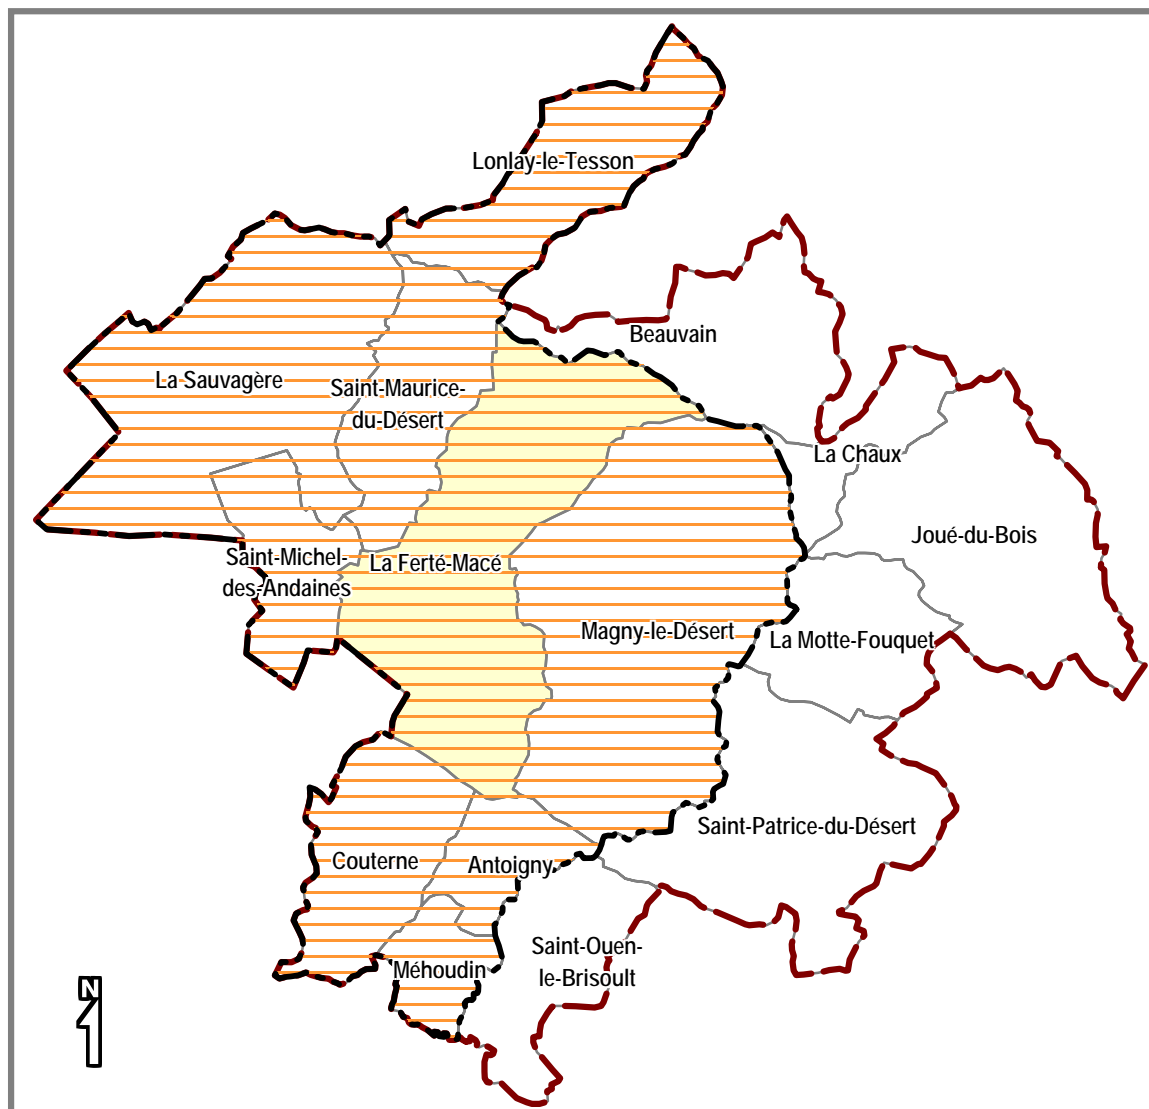 Lonlay-le-Tesson
Beauvain
La Sauvagère
Saint-Maurice-
du-Désert
La Chaux
Joué-du-Bois
Saint-Michel-
des-Andaines
La Ferté-Macé
Magny-le-Désert
La Motte-Fouquet
Saint-Patrice-du-Désert
Couterne
Antoigny
Saint-Ouen-
le-Brisoult
Méhoudin
N